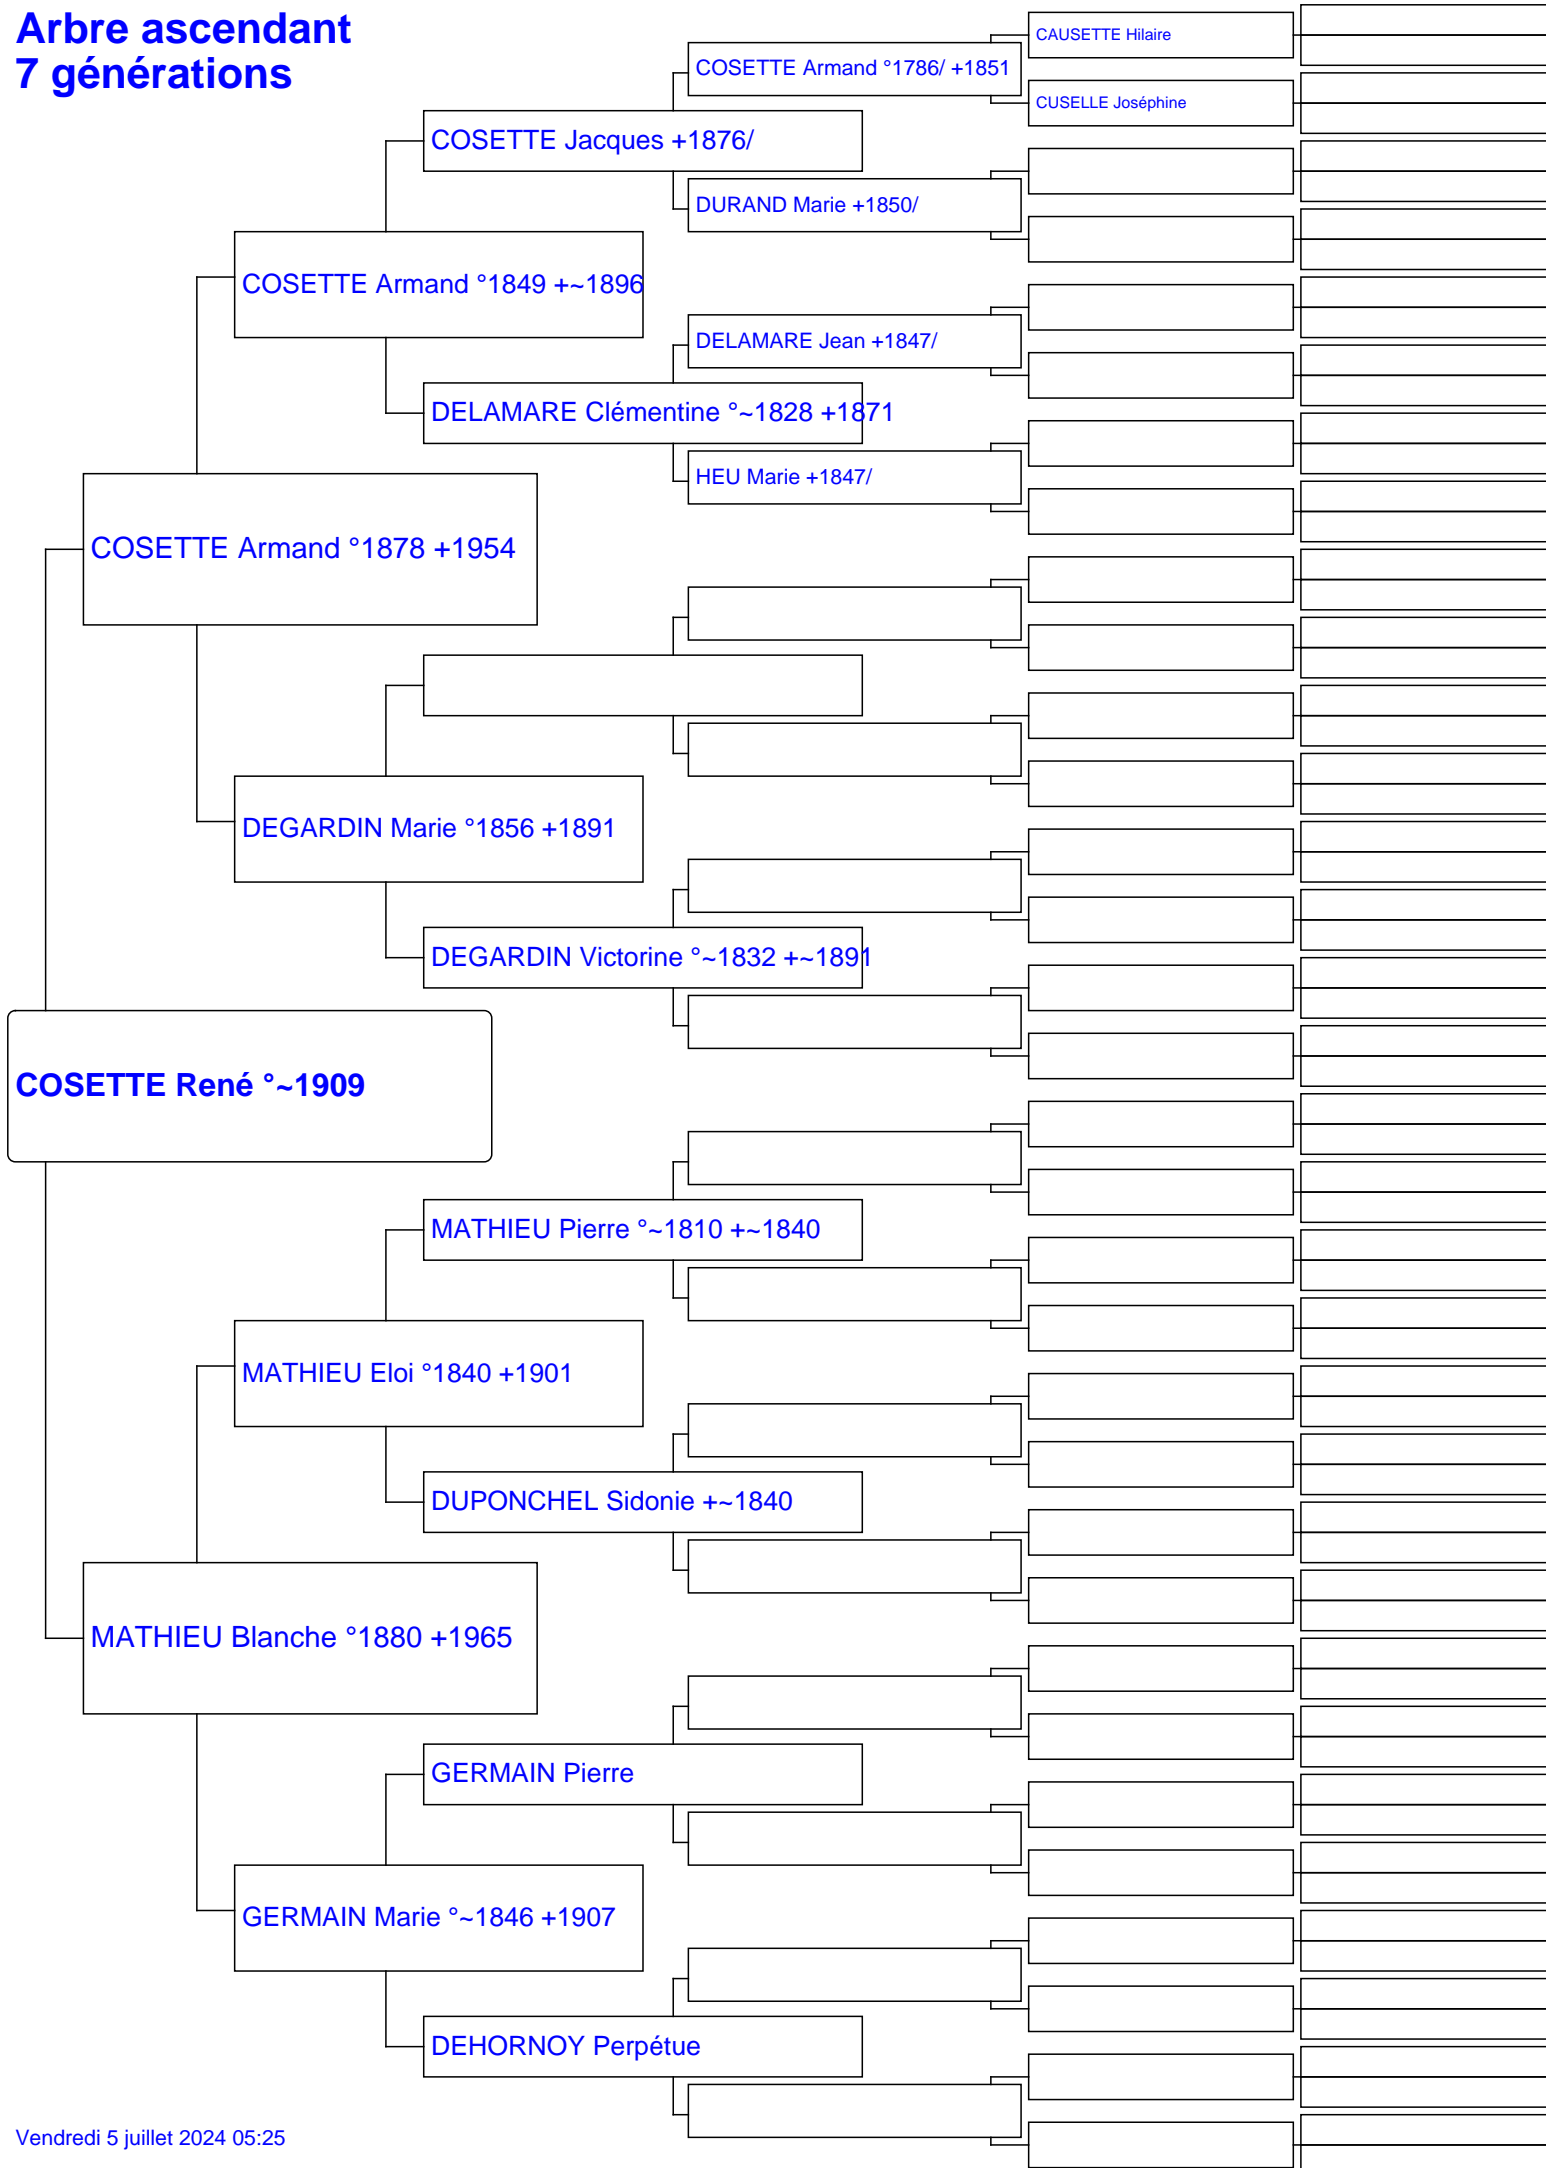 Arbre ascendant
7 générations
CAUSETTE Hilaire
COSETTE Armand °1786/ +1851
CUSELLE Joséphine
COSETTE Jacques +1876/
DURAND Marie +1850/
COSETTE Armand °1849 +~1896
DELAMARE Jean +1847/
DELAMARE Clémentine °~1828 +1871
HEU Marie +1847/
COSETTE Armand °1878 +1954
DEGARDIN Marie °1856 +1891
DEGARDIN Victorine °~1832 +~1891
COSETTE René °~1909
MATHIEU Pierre °~1810 +~1840
MATHIEU Eloi °1840 +1901
DUPONCHEL Sidonie +~1840
MATHIEU Blanche °1880 +1965
GERMAIN Pierre
GERMAIN Marie °~1846 +1907
DEHORNOY Perpétue
Vendredi 5 juillet 2024 05:25